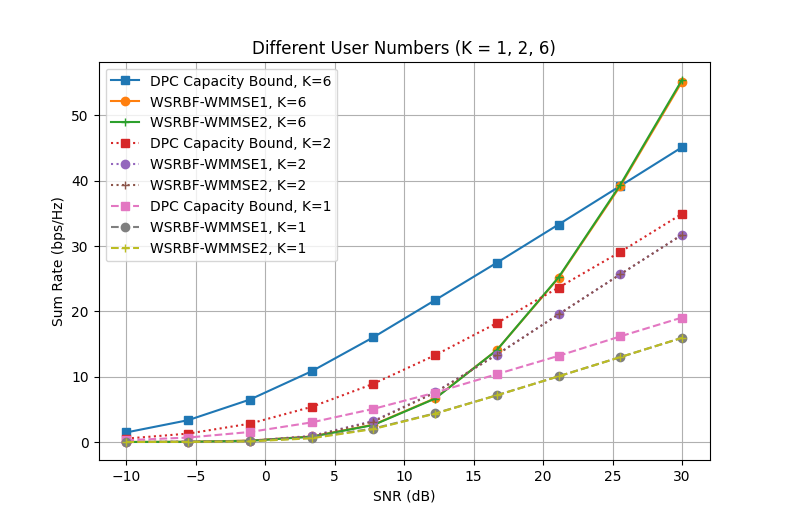 Different User Numbers (K = 1, 2, 6)
DPC Capacity Bound, K=6
WSRBF-WMMSE1, K=6
WSRBF-WMMSE2, K=6
DPC Capacity Bound, K=2
WSRBF-WMMSE1, K=2
WSRBF-WMMSE2, K=2
DPC Capacity Bound, K=1
WSRBF-WMMSE1, K=1
WSRBF-WMMSE2, K=1
Sum Rate (bps/Hz)
50
40
30
20
10
0
−10 −5 0 5 10 15 20 25 30
SNR (dB)